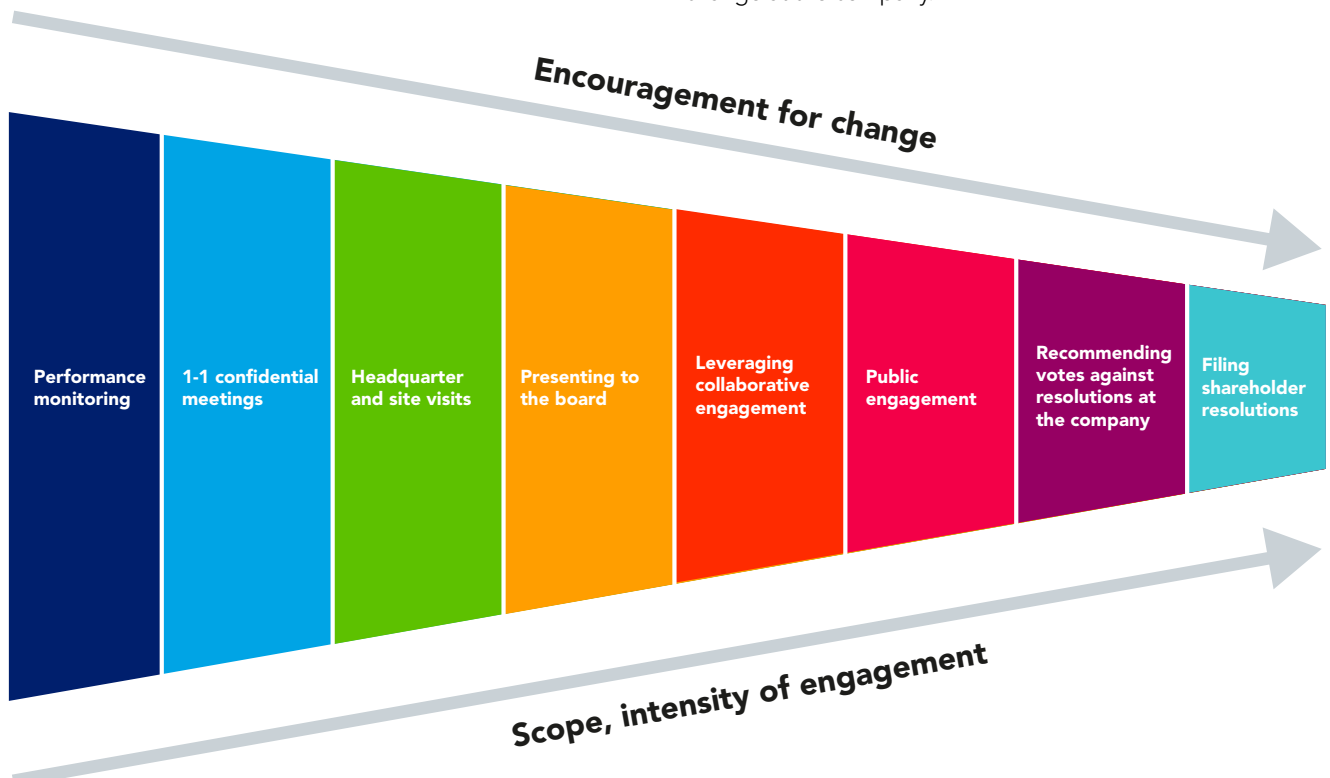 Encouragement for change
Performance
monitoring
1-1 confidential
meetings
Headquarter
and site visits
Presenting to
the board
Leveraging
collaborative
engagement
Public
engagement
Recommending
votes against
resolutions at
the company
Filing
shareholder
resolutions
Scope, intensity of engagement